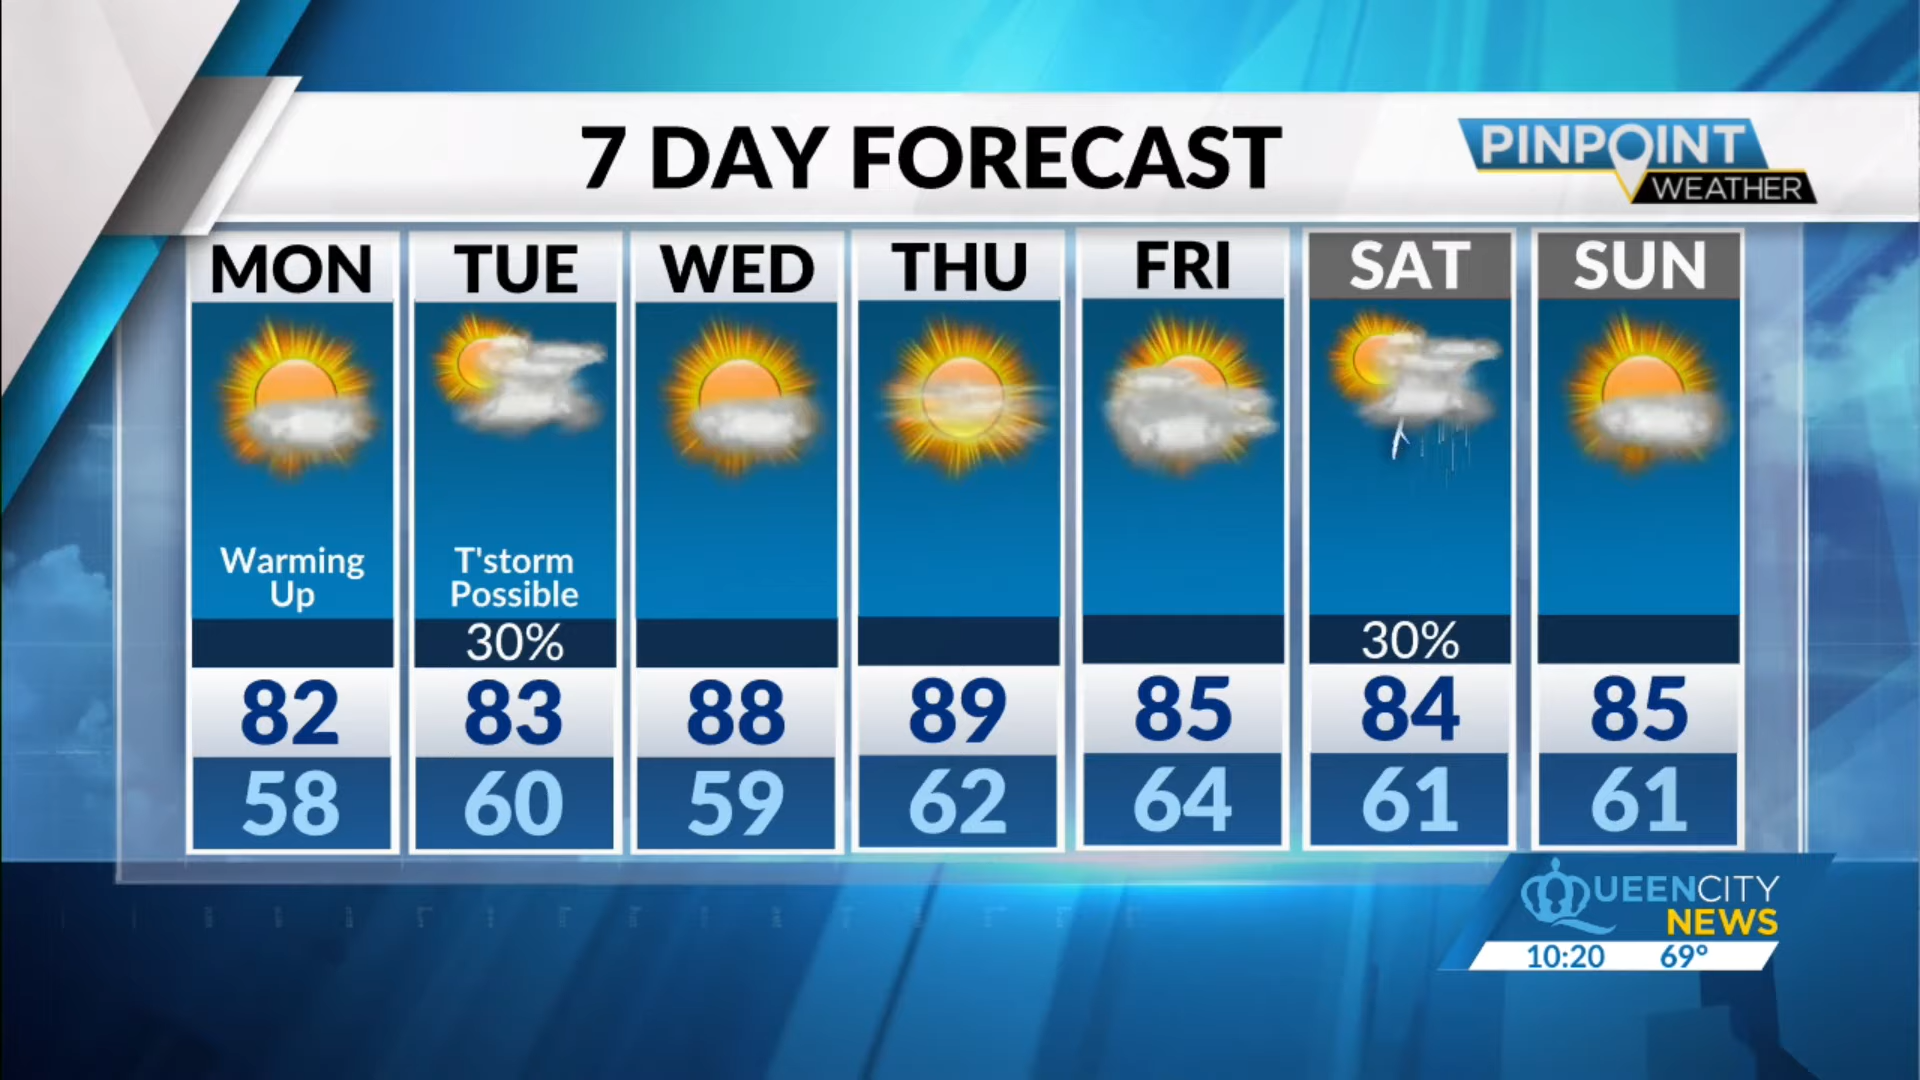 7 DAY FORECAST
PINPOINT
WEATHER
MON TUE WED THU FRI SAT SUN
Warming
Up
T'storm
Possible
30% 30%
82 83 88 89 85 84 85
58 60 59 62 64 61 61
QUEENCITY
NEWS
10:20 69°